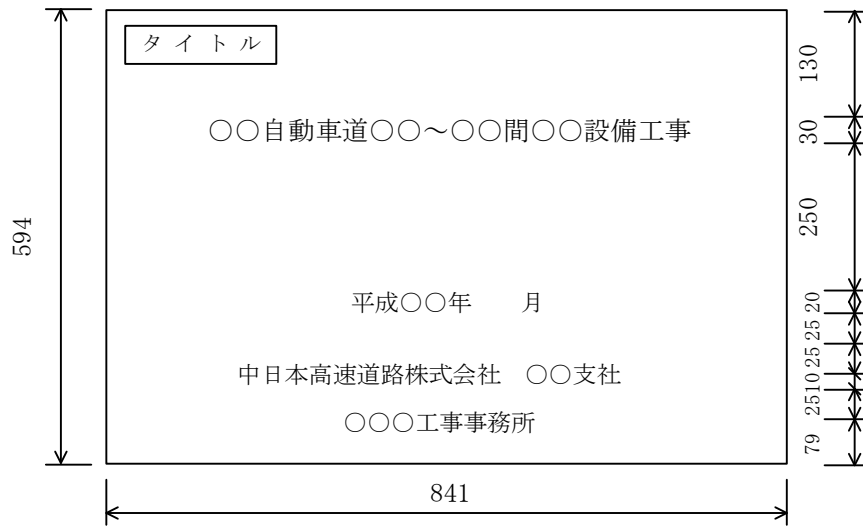 タイトル
○○自動車道○○～○○間○○設備工事
平成○○年　　月
中日本高速道路株式会社　○○支社
○○○工事事務所
594
841
130
30
250
20
25
25
10
25
79